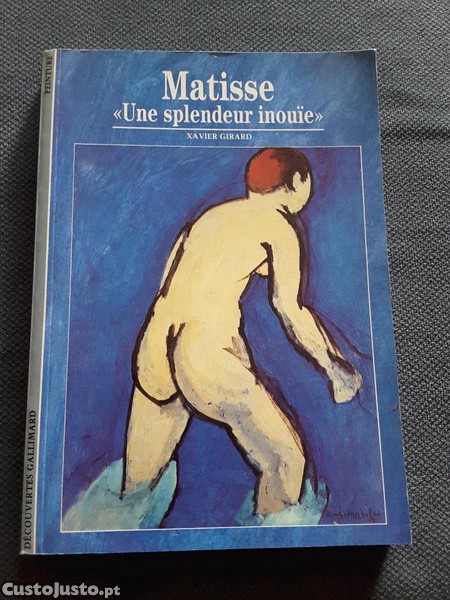 Matisse
«Une splendeur inouïe»
XAVIER GIRARD
PEINTURE
DÉCOUVERTES GALLIMARD
CustoJusto.pt